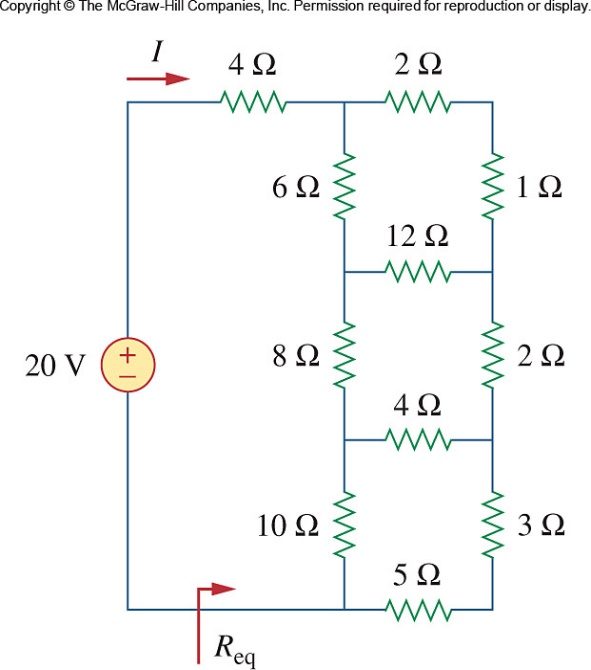 Copyright © The McGraw-Hill Companies, Inc. Permission required for reproduction or display.
I
4 Ω
2 Ω
6 Ω
1 Ω
12 Ω
20 V
+
−
8 Ω
2 Ω
4 Ω
10 Ω
3 Ω
5 Ω
Req